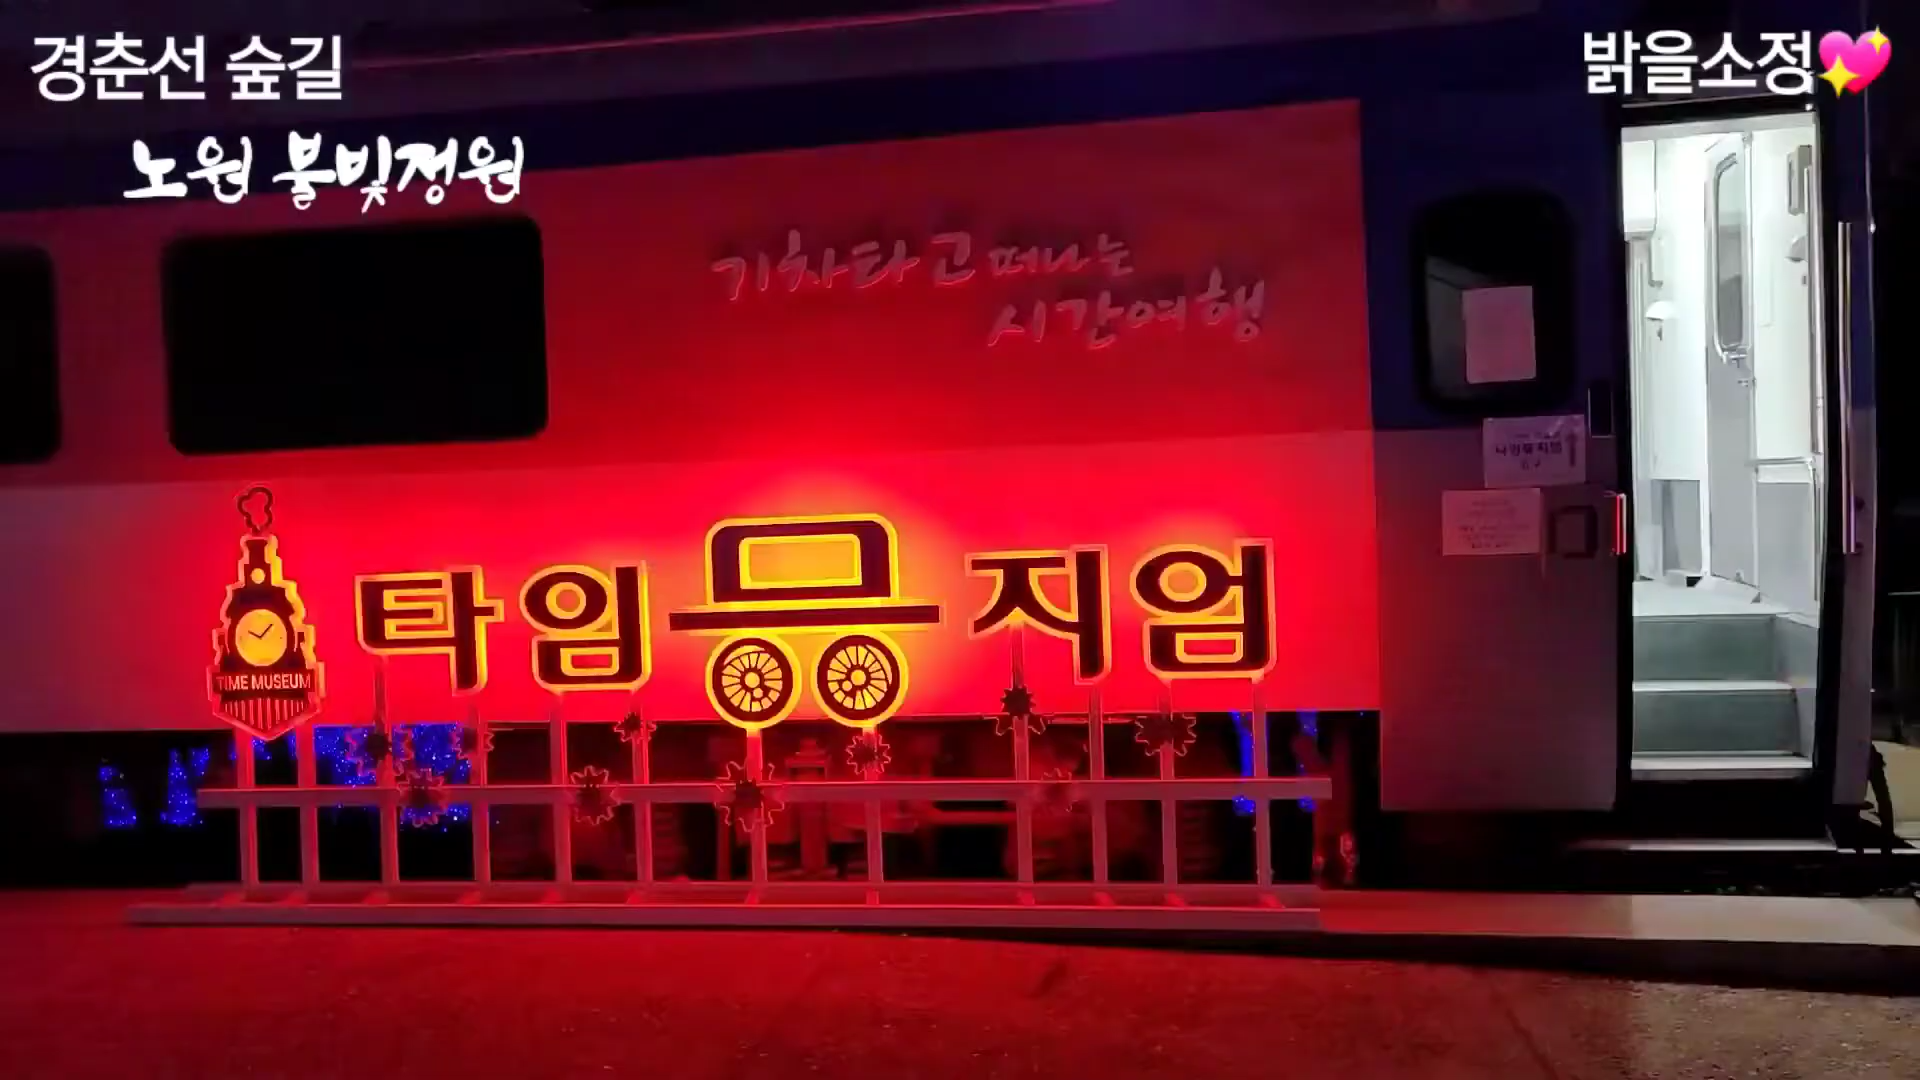 경춘선 숲길
노원 불빛정원
밝을소정💖
기차타고 떠나는
시간여행
타임뮤지엄
TIME MUSEUM